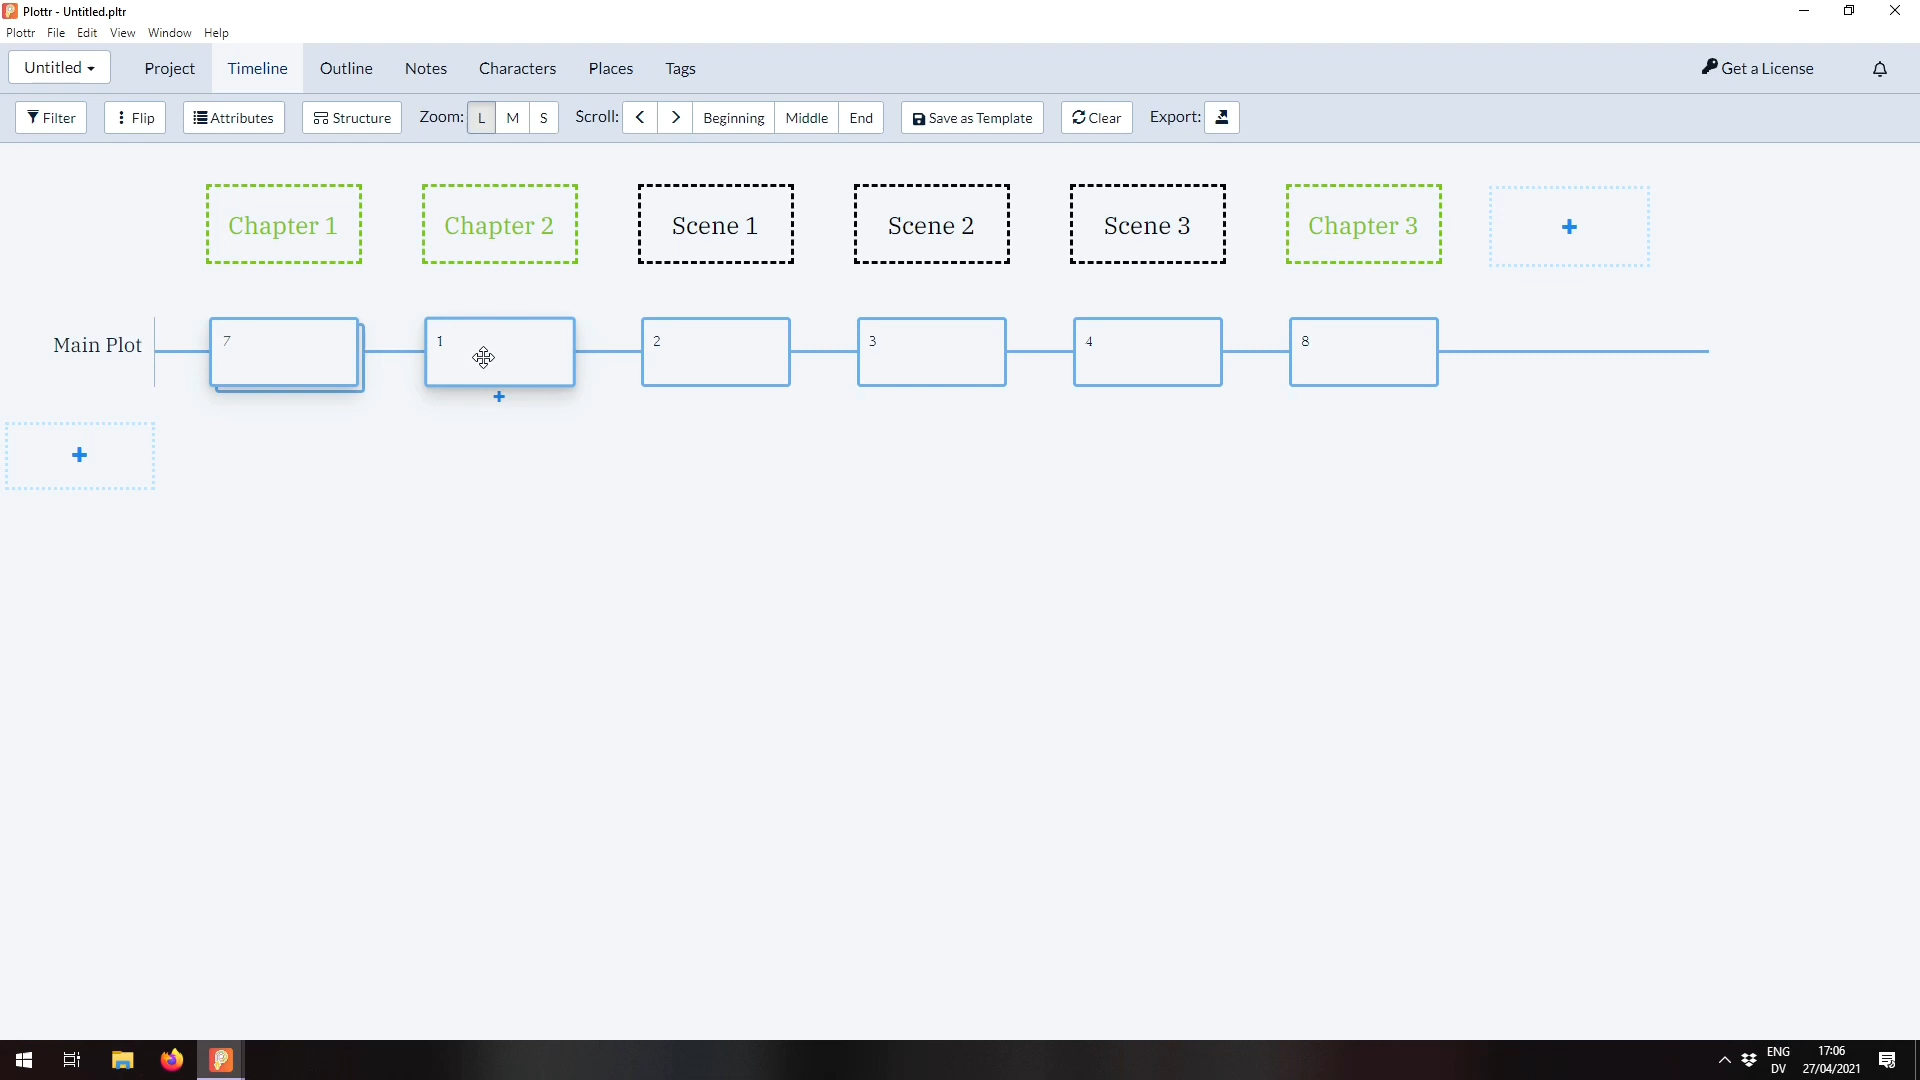 Plottr - Untitled.pltr
Plottr File Edit View Window Help
Untitled Project Timeline Outline Notes Characters Places Tags Get a License
Filter Flip Attributes Structure Zoom: L M S Scroll: Beginning Middle End Save as Template Clear Export:
Chapter 1 Chapter 2 Scene 1 Scene 2 Scene 3 Chapter 3
Main Plot 7 1 2 3 4 8
ENG 17:06
DV 27/04/2021